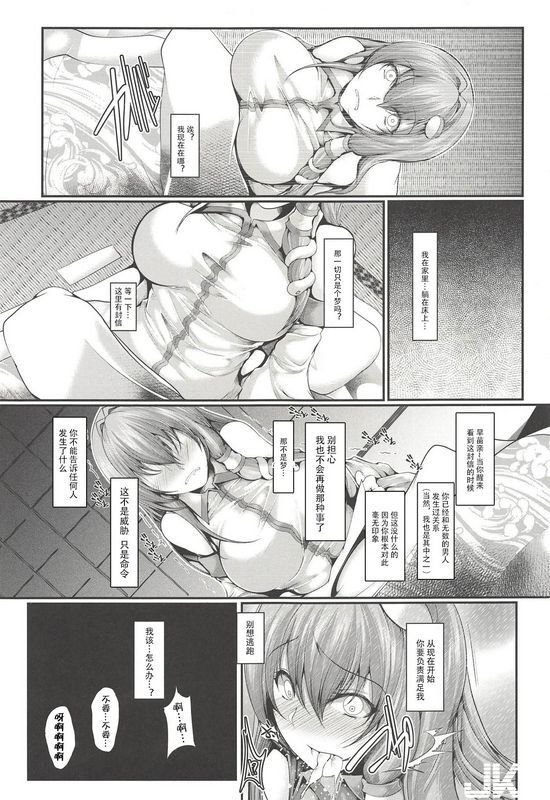 诶?
我现在在
哪?
我在家里…躺在床上…
那一切只是个梦吗?
等一下…
这里有封信
早苗亲~当你醒来
看到这封信的时候
你已经和无数的男人
发生过关系
(当然，我也是其中之一)
但这没什么的
因为你根本对此
毫无印象
别担心
我也不会再做那种事了
那不是梦…
你不能告诉任何人
发生了什么
这不是威胁 只是命令
从现在开始
你要负责满足我
别想逃跑
我该…怎么办…?
啊，啊…
不要…不要…
呀啊啊啊啊
JK